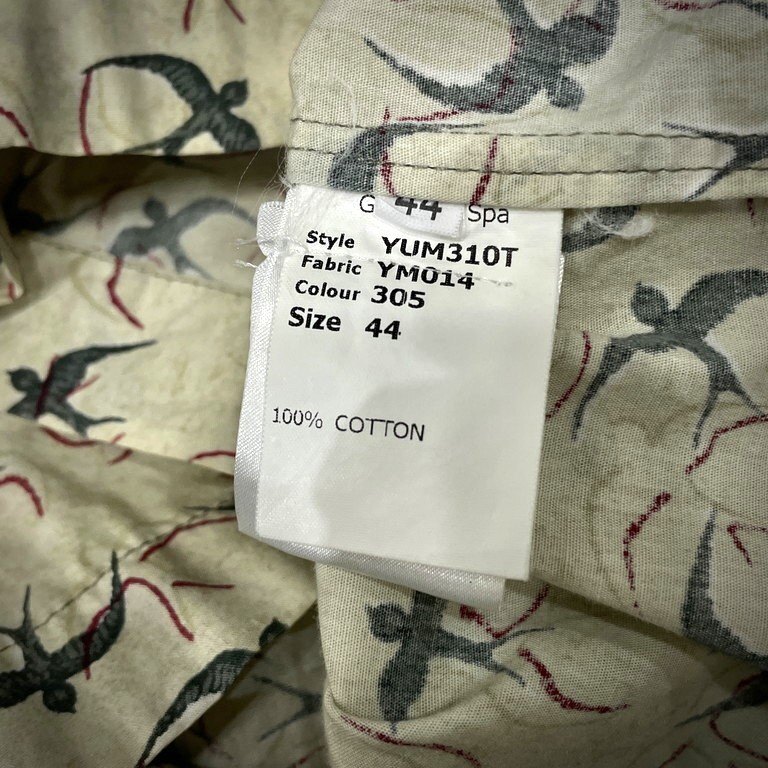 G 44 Spa
Style YUM310T
Fabric YM014
Colour 305
Size 44
100% COTTON